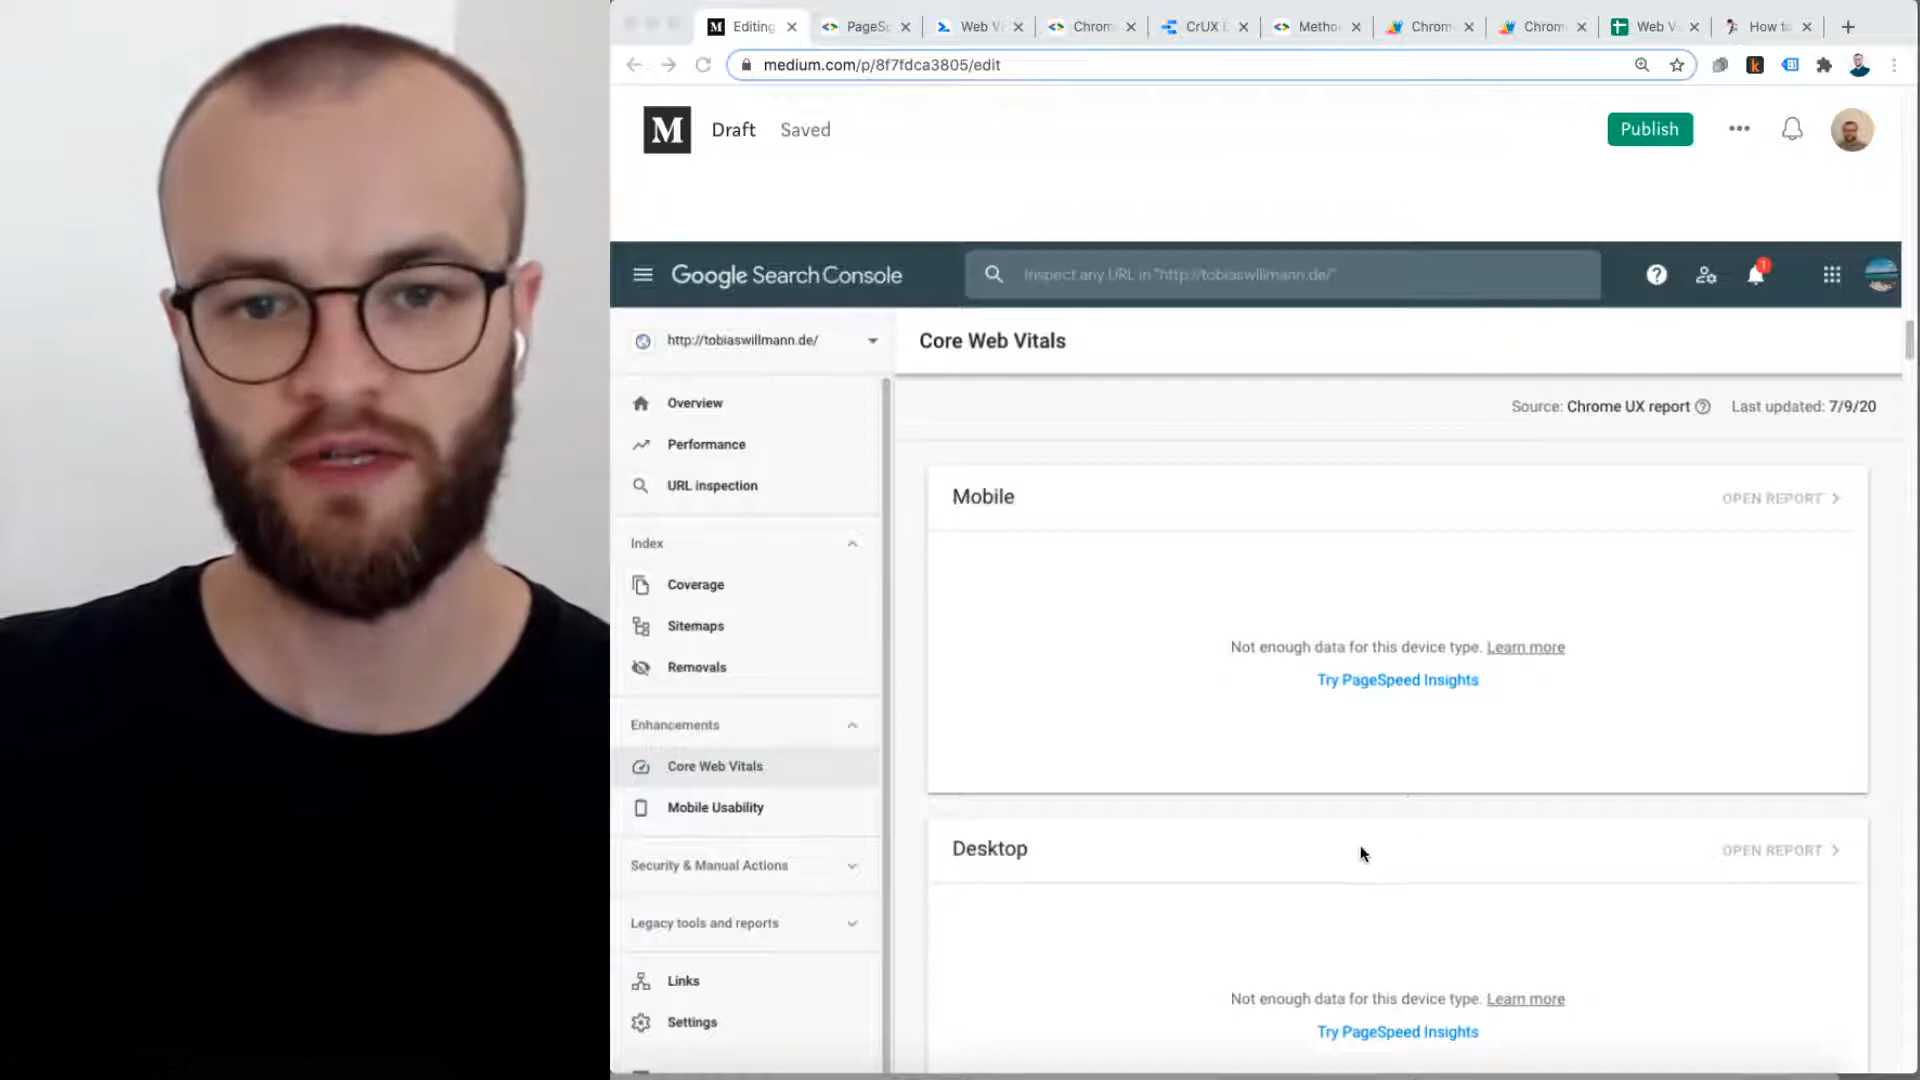 Editing
PageSp
Web Vi
Chrom
CrUX D
Metho
Chrom
Chrom
Web V
How to
medium.com/p/8f7fdca3805/edit
k
M Draft Saved
Publish
Google Search Console
Inspect any URL in "http://tobiaswillmann.de/"
1
http://tobiaswillmann.de/
Core Web Vitals
Source: Chrome UX report
Last updated: 7/9/20
Overview
Performance
URL inspection
Index
Coverage
Sitemaps
Removals
Enhancements
Core Web Vitals
Mobile Usability
Security & Manual Actions
Legacy tools and reports
Links
Settings
Mobile
OPEN REPORT
Not enough data for this device type. Learn more
Try PageSpeed Insights
Desktop
OPEN REPORT
Not enough data for this device type. Learn more
Try PageSpeed Insights